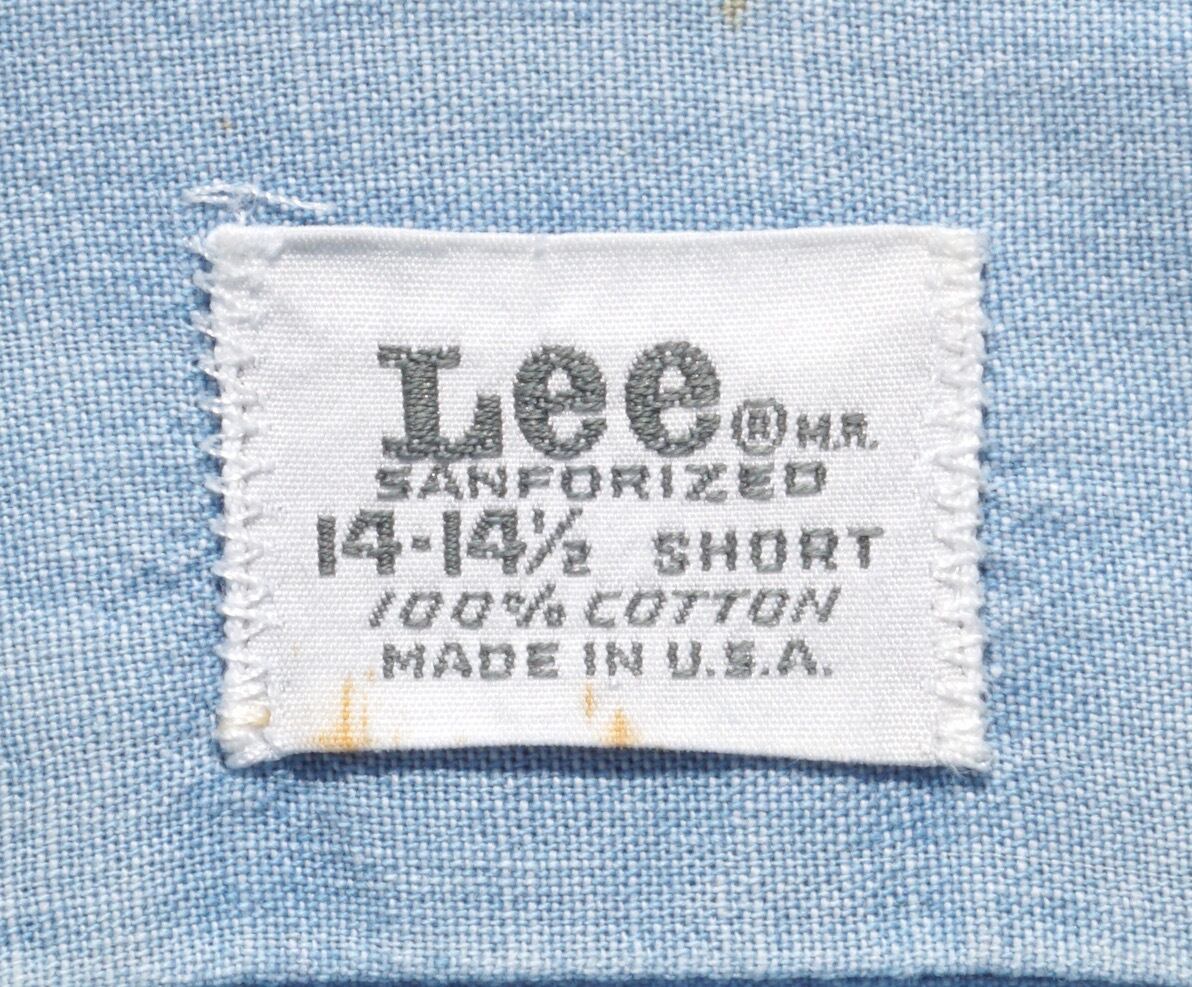 Lee ® M.R.
SANFORIZED
14-14½ SHORT
100% COTTON
MADE IN U.S.A.